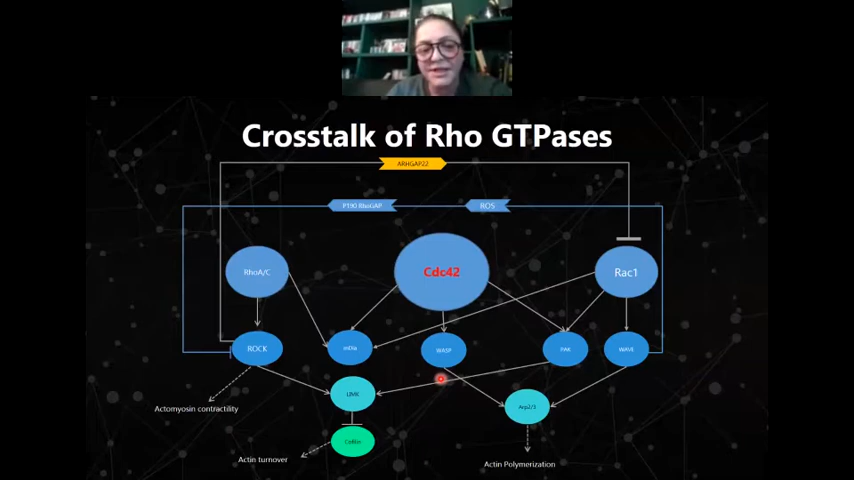 Crosstalk of Rho GTPases
ARHGAP22
P190 RhoGAP
ROS
RhoA/C
Cdc42
Rac1
ROCK
mDia
WASP
PAK
WAVE
LIMK
Arp2/3
Cofilin
Actomyosin contractility
Actin turnover
Actin Polymerization